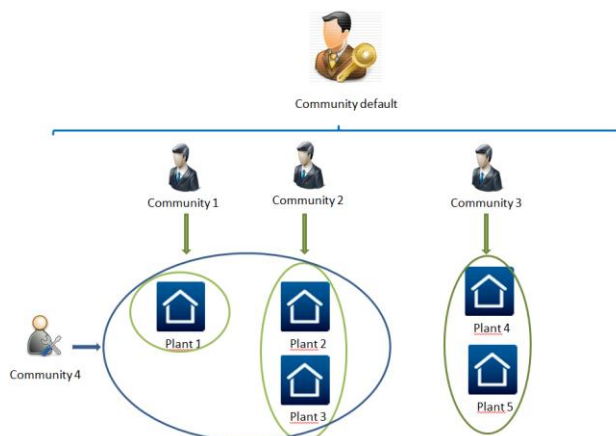 Community default
Community 1
Community 2
Community 3
Plant 1
Plant 2
Plant 4
Community 4
Plant 3
Plant 5